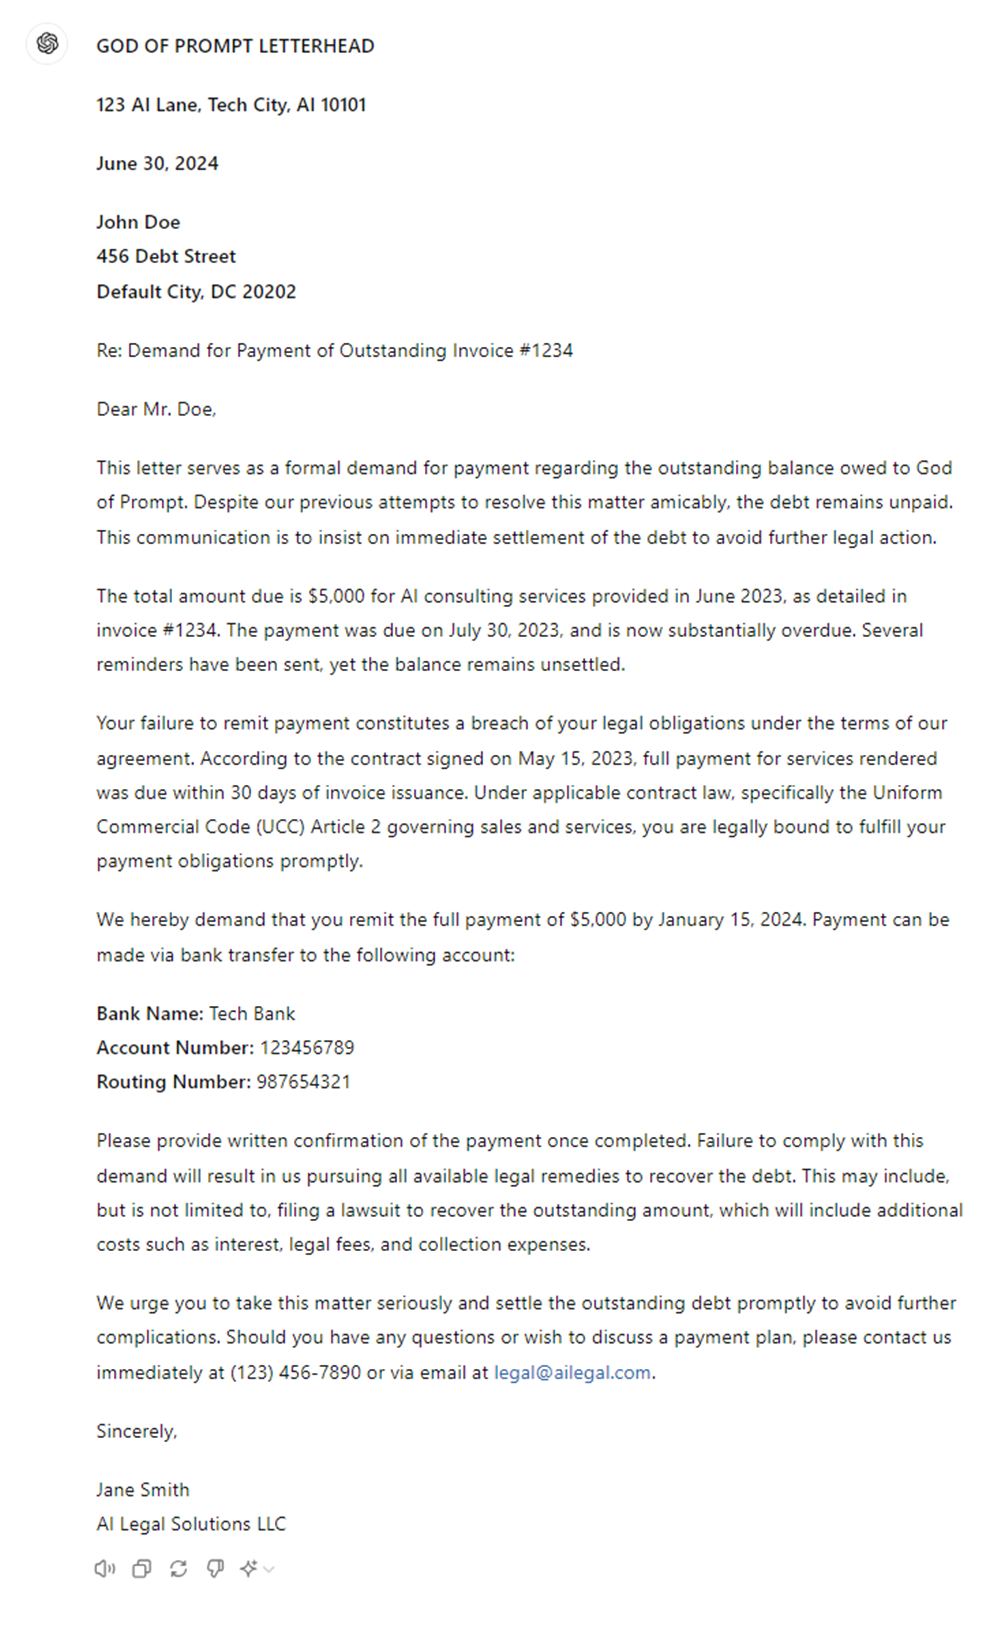 GOD OF PROMPT LETTERHEAD
123 AI Lane, Tech City, AI 10101
June 30, 2024
John Doe
456 Debt Street
Default City, DC 20202
Re: Demand for Payment of Outstanding Invoice #1234
Dear Mr. Doe,
This letter serves as a formal demand for payment regarding the outstanding balance owed to God
of Prompt. Despite our previous attempts to resolve this matter amicably, the debt remains unpaid.
This communication is to insist on immediate settlement of the debt to avoid further legal action.
The total amount due is $5,000 for AI consulting services provided in June 2023, as detailed in
invoice #1234. The payment was due on July 30, 2023, and is now substantially overdue. Several
reminders have been sent, yet the balance remains unsettled.
Your failure to remit payment constitutes a breach of your legal obligations under the terms of our
agreement. According to the contract signed on May 15, 2023, full payment for services rendered
was due within 30 days of invoice issuance. Under applicable contract law, specifically the Uniform
Commercial Code (UCC) Article 2 governing sales and services, you are legally bound to fulfill your
payment obligations promptly.
We hereby demand that you remit the full payment of $5,000 by January 15, 2024. Payment can be
made via bank transfer to the following account:
Bank Name: Tech Bank
Account Number: 123456789
Routing Number: 987654321
Please provide written confirmation of the payment once completed. Failure to comply with this
demand will result in us pursuing all available legal remedies to recover the debt. This may include,
but is not limited to, filing a lawsuit to recover the outstanding amount, which will include additional
costs such as interest, legal fees, and collection expenses.
We urge you to take this matter seriously and settle the outstanding debt promptly to avoid further
complications. Should you have any questions or wish to discuss a payment plan, please contact us
immediately at (123) 456-7890 or via email at legal@ailegal.com.
Sincerely,
Jane Smith
AI Legal Solutions LLC